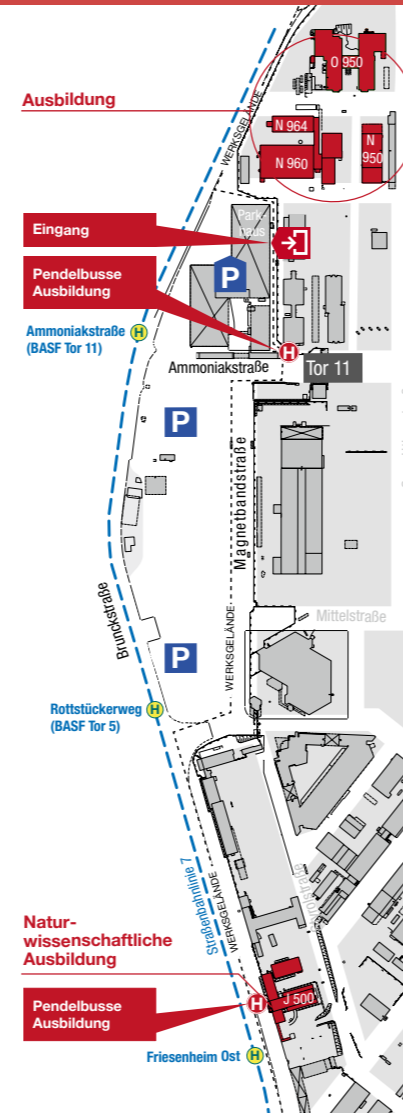 O 950
Ausbildung
N 964
N 960
N
950
WERKSGELÄNDE
Park-
haus
Eingang
P
Pendelbusse
Ausbildung
Ammoniakstraße
(BASF Tor 11)
H
H
Ammoniakstraße
Tor 11
P
Magnetbandstraße
Brunckstraße
Mittelstraße
P
WERKSGELÄNDE
Rottstückerweg
(BASF Tor 5)
H
Straßenbahnlinie 7
WERKSGELÄNDE
Natur-
wissenschaftliche
Ausbildung
J 500
Pendelbusse
Ausbildung
H
Friesenheim Ost
H